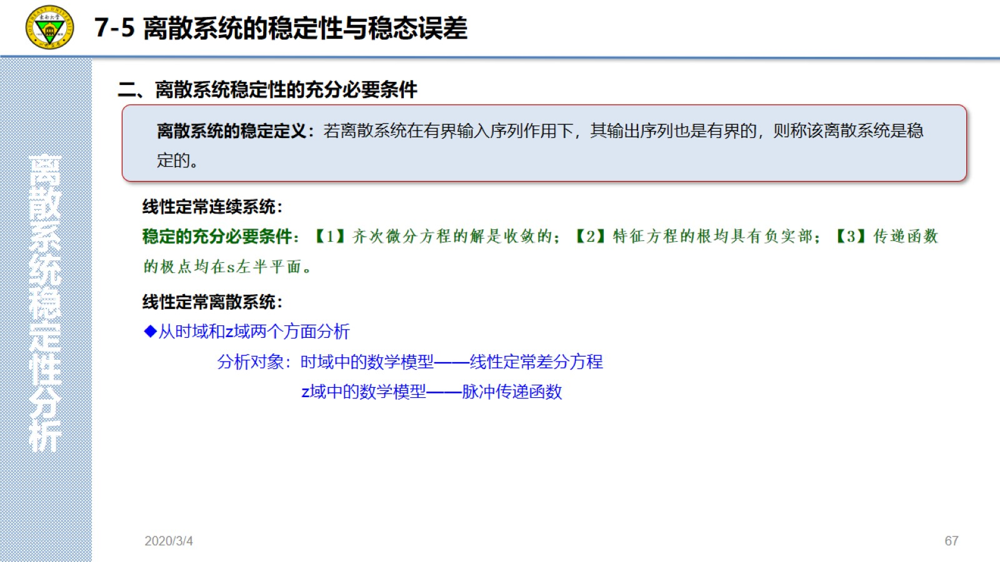 7-5 离散系统的稳定性与稳态误差
SOUTHEAST UNIVERSITY
东南大学
离散系统稳定性分析
二、离散系统稳定性的充分必要条件
离散系统的稳定定义：若离散系统在有界输入序列作用下，其输出序列也是有界的，则称该离散系统是稳
定的。
线性定常连续系统：
稳定的充分必要条件：【1】齐次微分方程的解是收敛的；【2】特征方程的根均具有负实部；【3】传递函数
的极点均在s左半平面。
线性定常离散系统：
◆从时域和z域两个方面分析
分析对象：时域中的数学模型——线性定常差分方程
z域中的数学模型——脉冲传递函数
2020/3/4
67